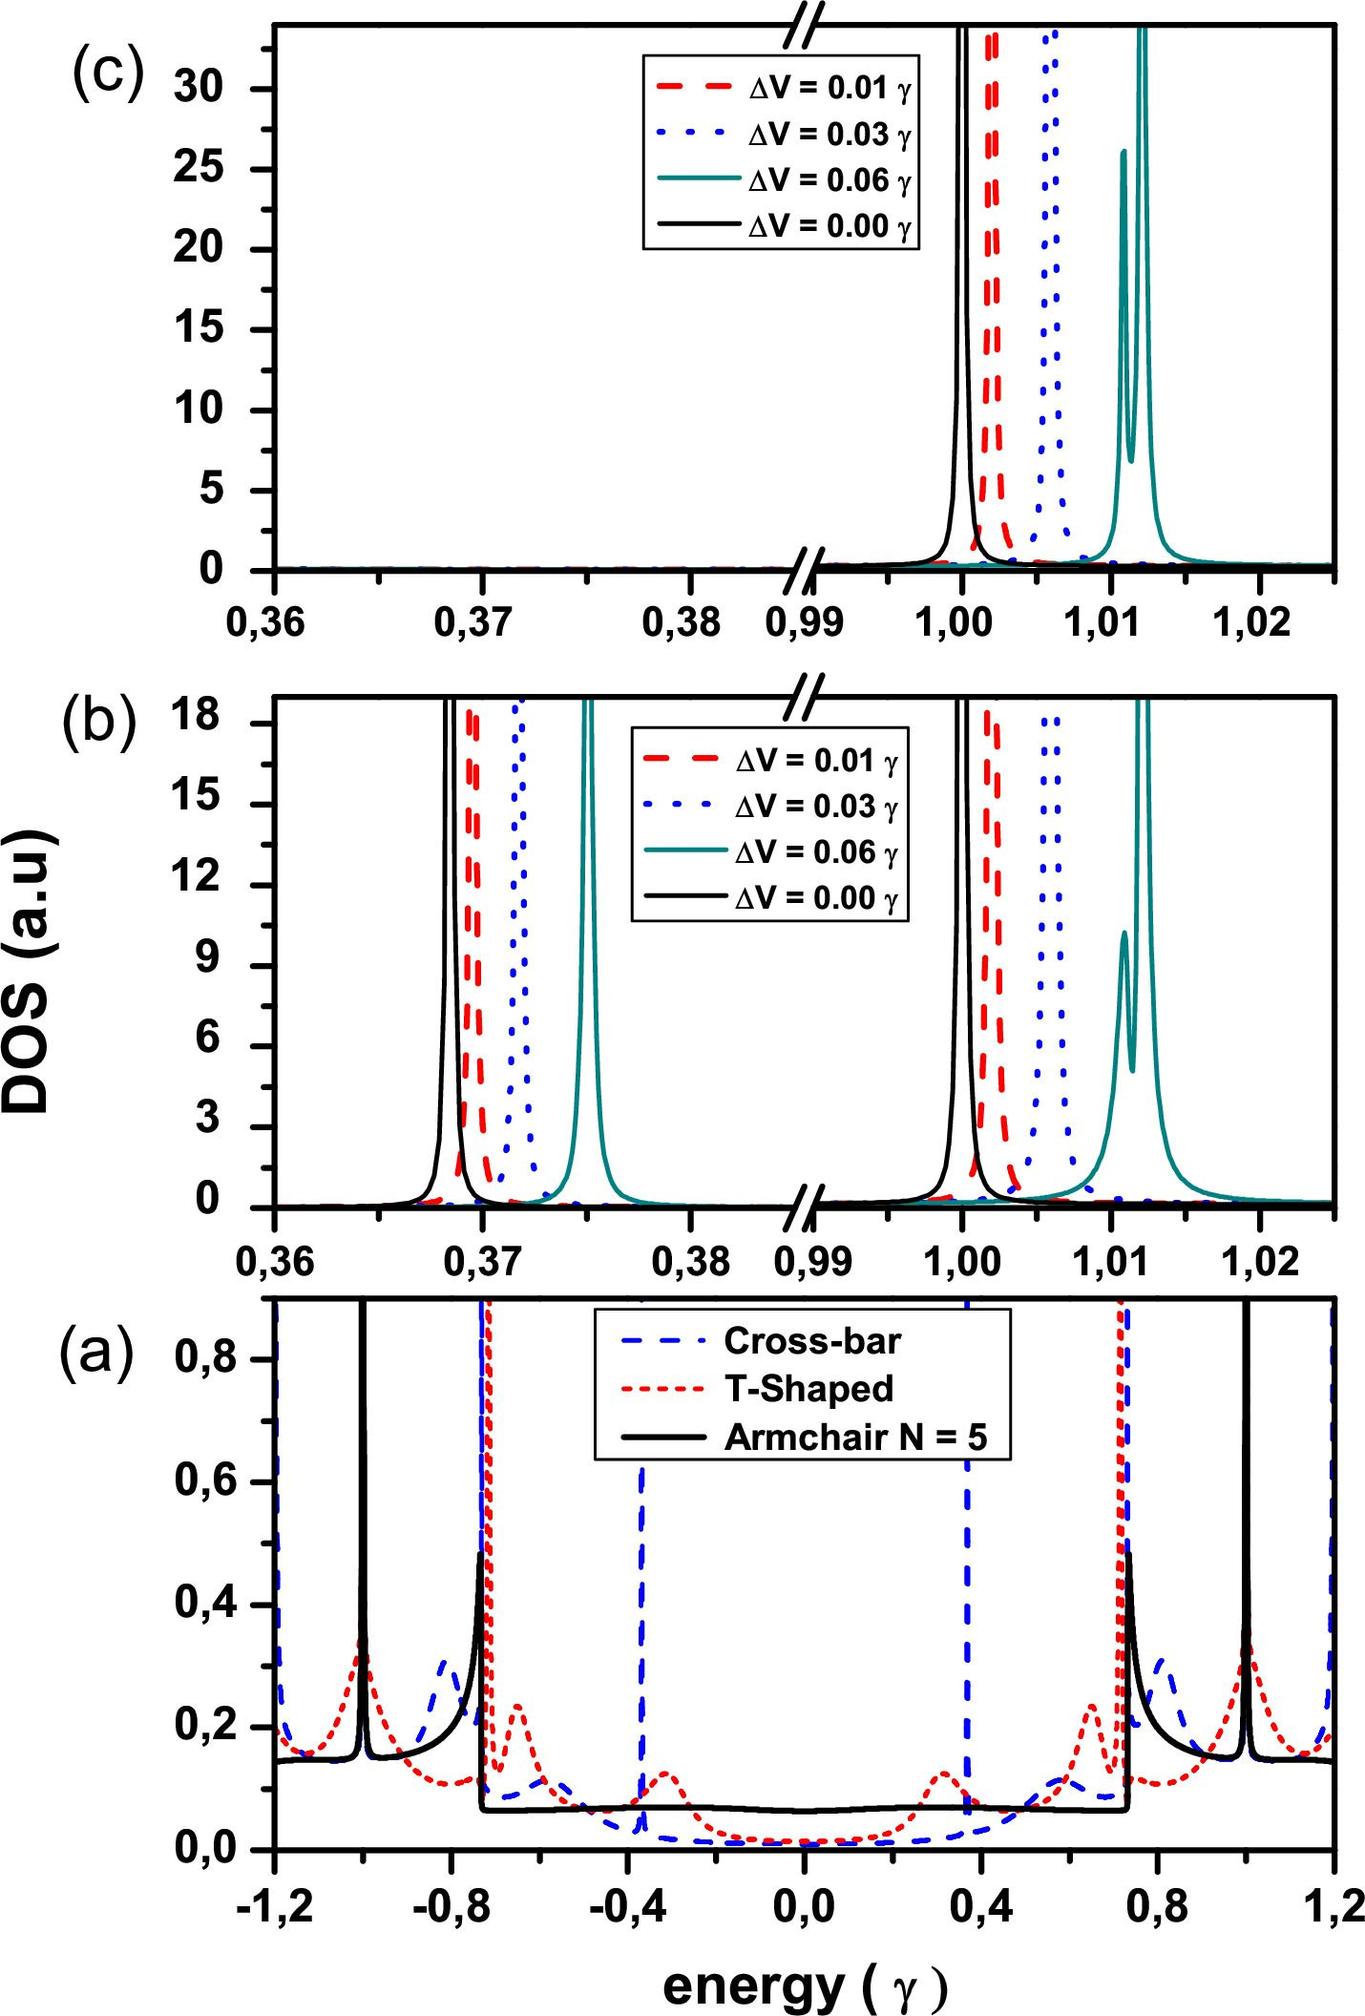 (c)
30
25
20
15
10
5
0
ΔV = 0.01 γ
ΔV = 0.03 γ
ΔV = 0.06 γ
ΔV = 0.00 γ
0,36 0,37 0,38 0,99 1,00 1,01 1,02
(b)
18
15
12
9
6
3
0
ΔV = 0.01 γ
ΔV = 0.03 γ
ΔV = 0.06 γ
ΔV = 0.00 γ
0,36 0,37 0,38 0,99 1,00 1,01 1,02
DOS (a.u)
(a)
0,8
0,6
0,4
0,2
0,0
Cross-bar
T-Shaped
Armchair N = 5
-1,2 -0,8 -0,4 0,0 0,4 0,8 1,2
energy ( γ )